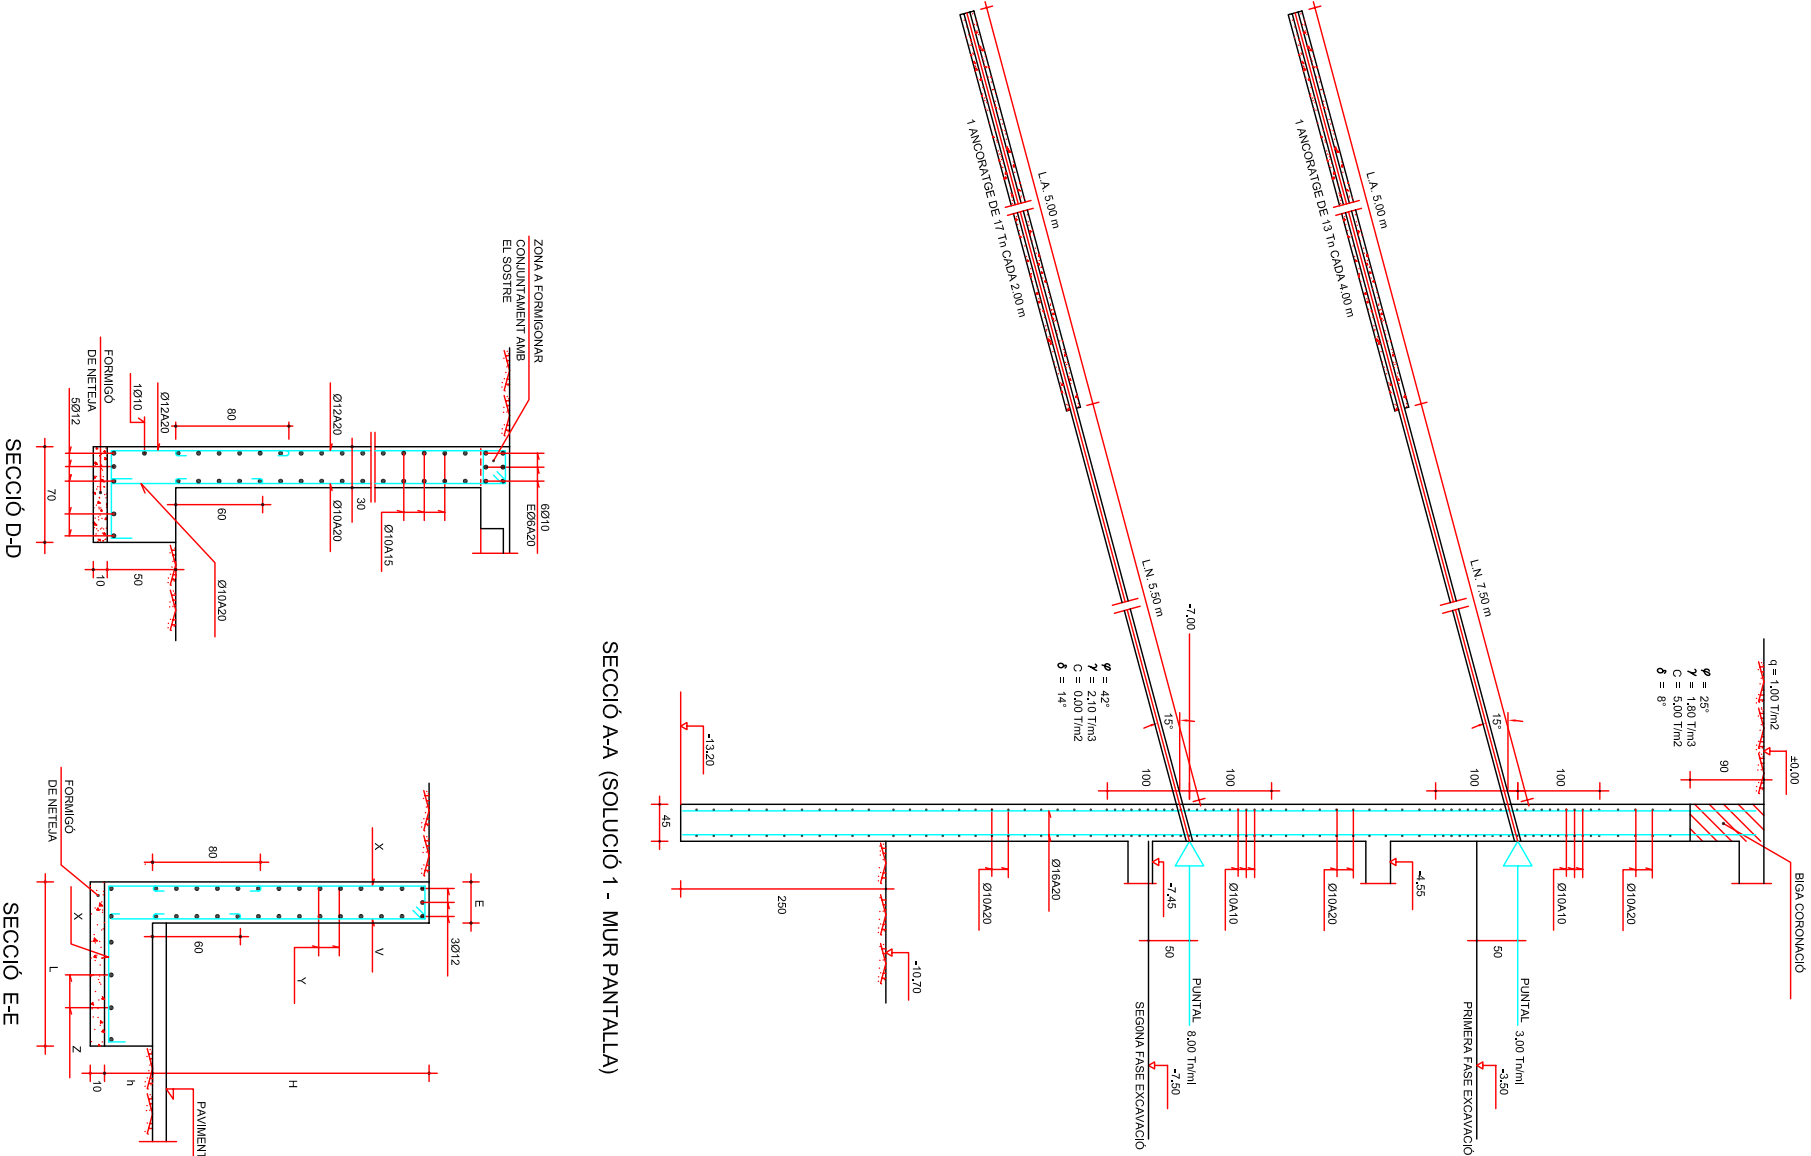 q = 1.00 T/m2
±0.00
90
BIGA CORONACIÓ
φ = 25°
γ = 1.80 T/m3
C = 5.00 T/m2
δ = 8°
Ø10A20
100
100
Ø10A10
15°
L.N. 7.50 m
L.A. 5.00 m
1 ANCORATGE DE 13 Tn CADA 4.00 m
PUNTAL 3.00 Tn/ml
50
-3.50
PRIMERA FASE EXCAVACIÓ
-4.55
Ø10A20
-7.00
100
100
Ø10A10
15°
L.N. 5.50 m
L.A. 5.00 m
1 ANCORATGE DE 17 Tn CADA 2.00 m
PUNTAL 8.00 Tn/ml
50
-7.45
-7.50
SEGONA FASE EXCAVACIÓ
φ = 42°
γ = 2.10 T/m3
C = 0.00 T/m2
δ = 14°
Ø16A20
Ø10A20
-10.70
250
-13.20
45
SECCIÓ A-A (SOLUCIÓ 1 - MUR PANTALLA)
ZONA A FORMIGONAR
CONJUNTAMENT AMB
EL SOSTRE
6Ø10
EØ6A20
Ø10A15
30
Ø12A20
Ø10A20
80
60
Ø12A20
1Ø10
Ø10A20
FORMIGÓ
DE NETEJA
5Ø12
50
10
70
SECCIÓ D-D
E
3Ø12
X
V
Y
80
60
H
PAVIMENT
FORMIGÓ
DE NETEJA
X
Z
h
10
L
SECCIÓ E-E